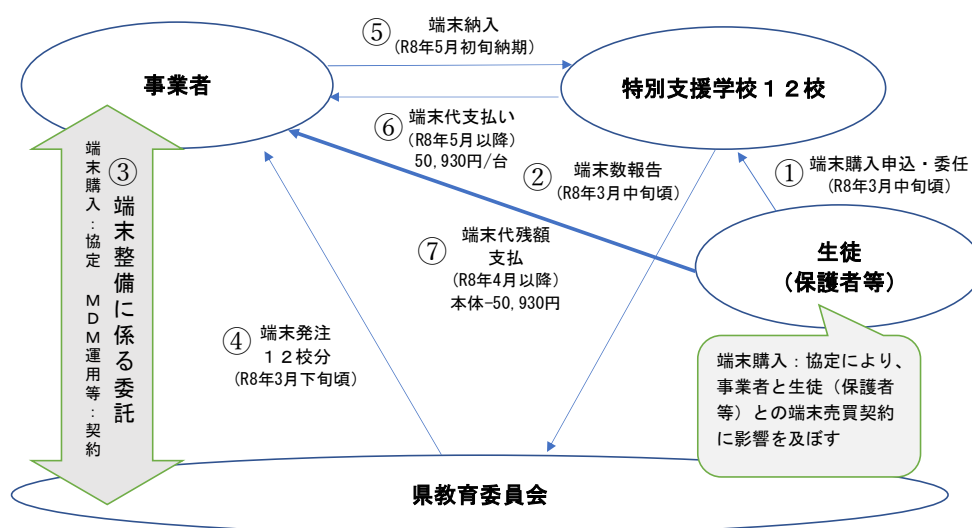 ⑤ 端末納入
(R8年5月初旬納期)
事業者
特別支援学校12校
⑥ 端末代支払い
(R8年5月以降)
50,930円/台
② 端末数報告
(R8年3月中旬頃)
① 端末購入申込・委任
(R8年3月中旬頃)
③ 端末整備に係る委託
端末購入:協定 MDM運用等:契約
⑦ 端末代残額
支払
(R8年4月以降)
本体-50,930円
生徒
(保護者等)
④ 端末発注
12校分
(R8年3月下旬頃)
端末購入:協定により、
事業者と生徒(保護者
等)との端末売買契約
に影響を及ぼす
県教育委員会